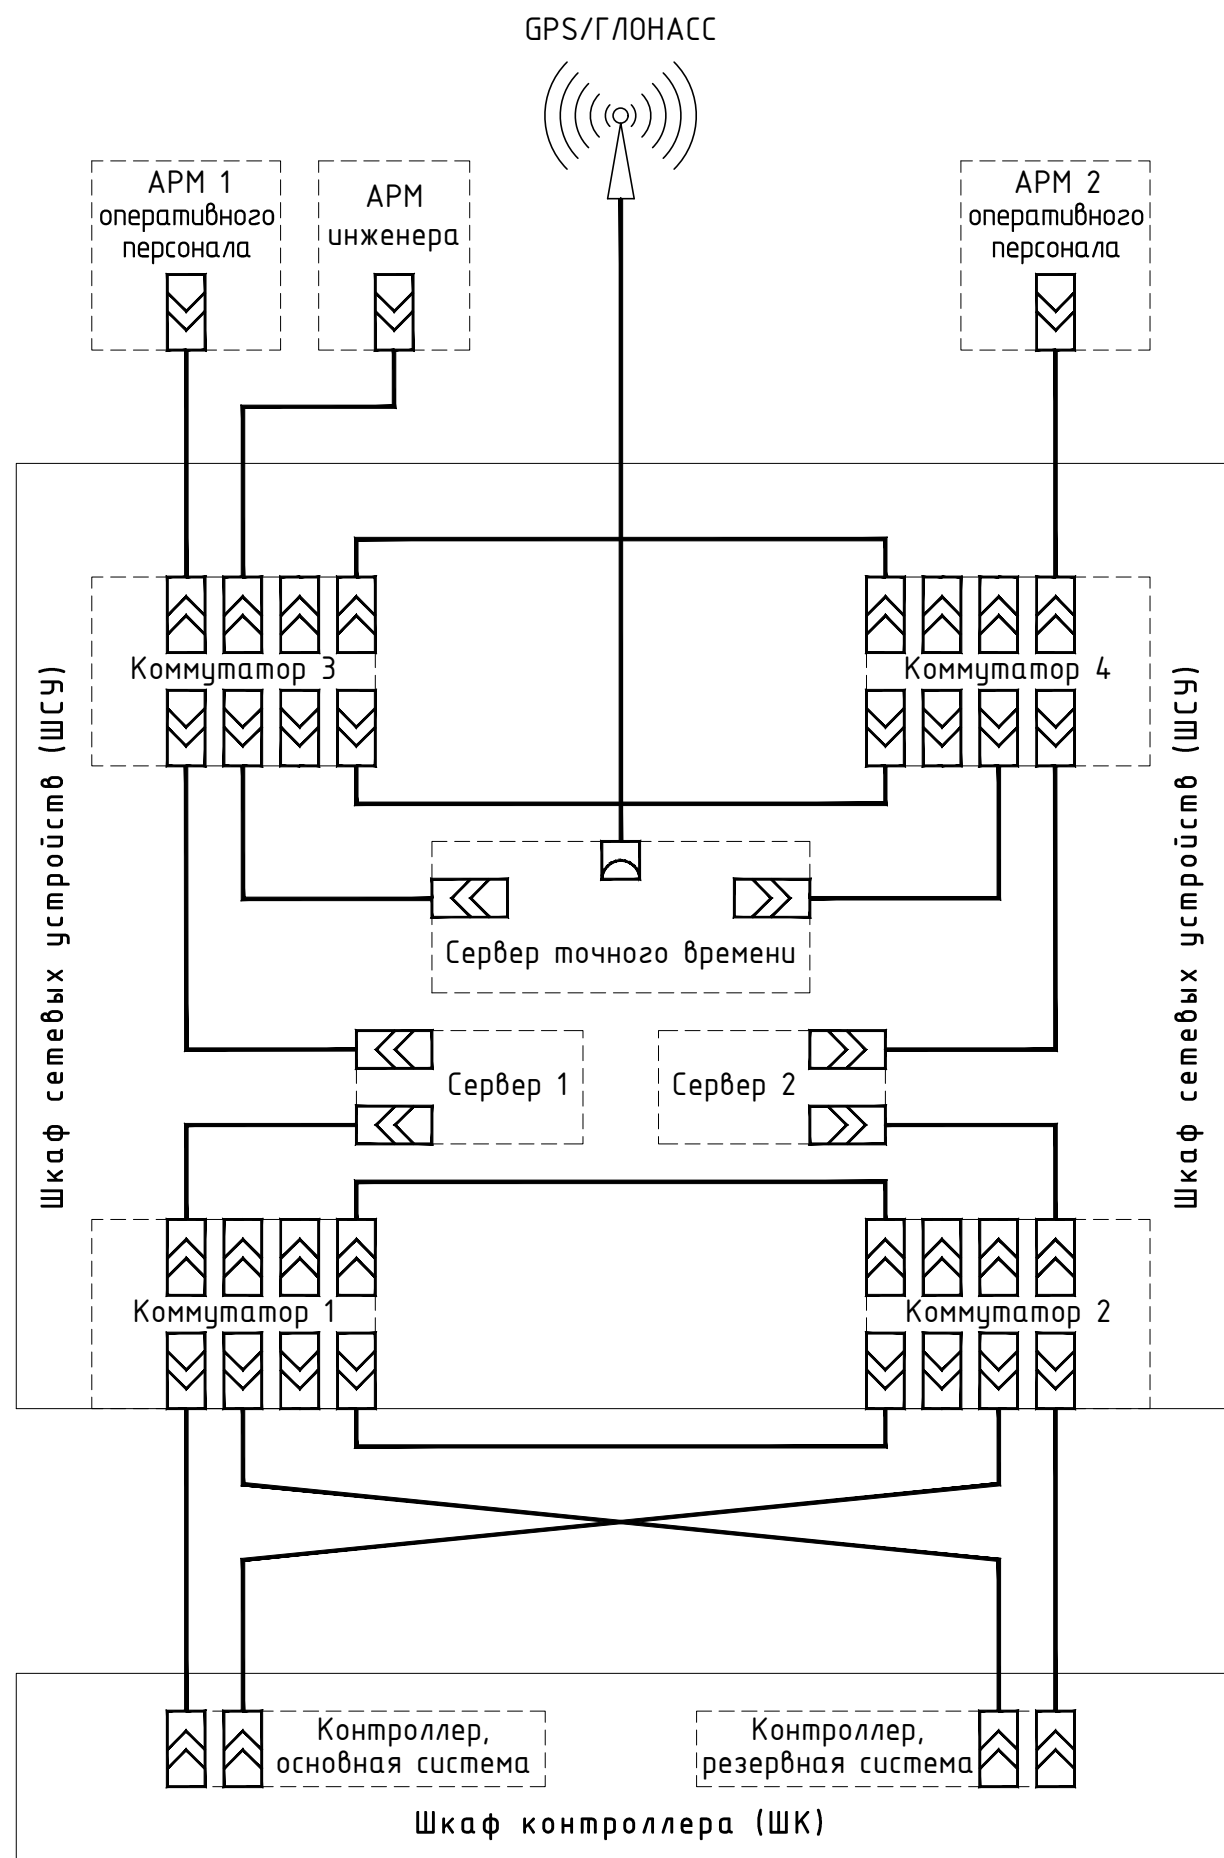 GPS/ГЛОНАСС
АРМ 1
оперативного
персонала
АРМ
инженера
АРМ 2
оперативного
персонала
Коммутатор 3
Коммутатор 4
Шкаф сетевых устройств (ШСУ)
Шкаф сетевых устройств (ШСУ)
Сервер точного времени
Сервер 1
Сервер 2
Коммутатор 1
Коммутатор 2
Контроллер,
основная система
Контроллер,
резервная система
Шкаф контроллера (ШК)